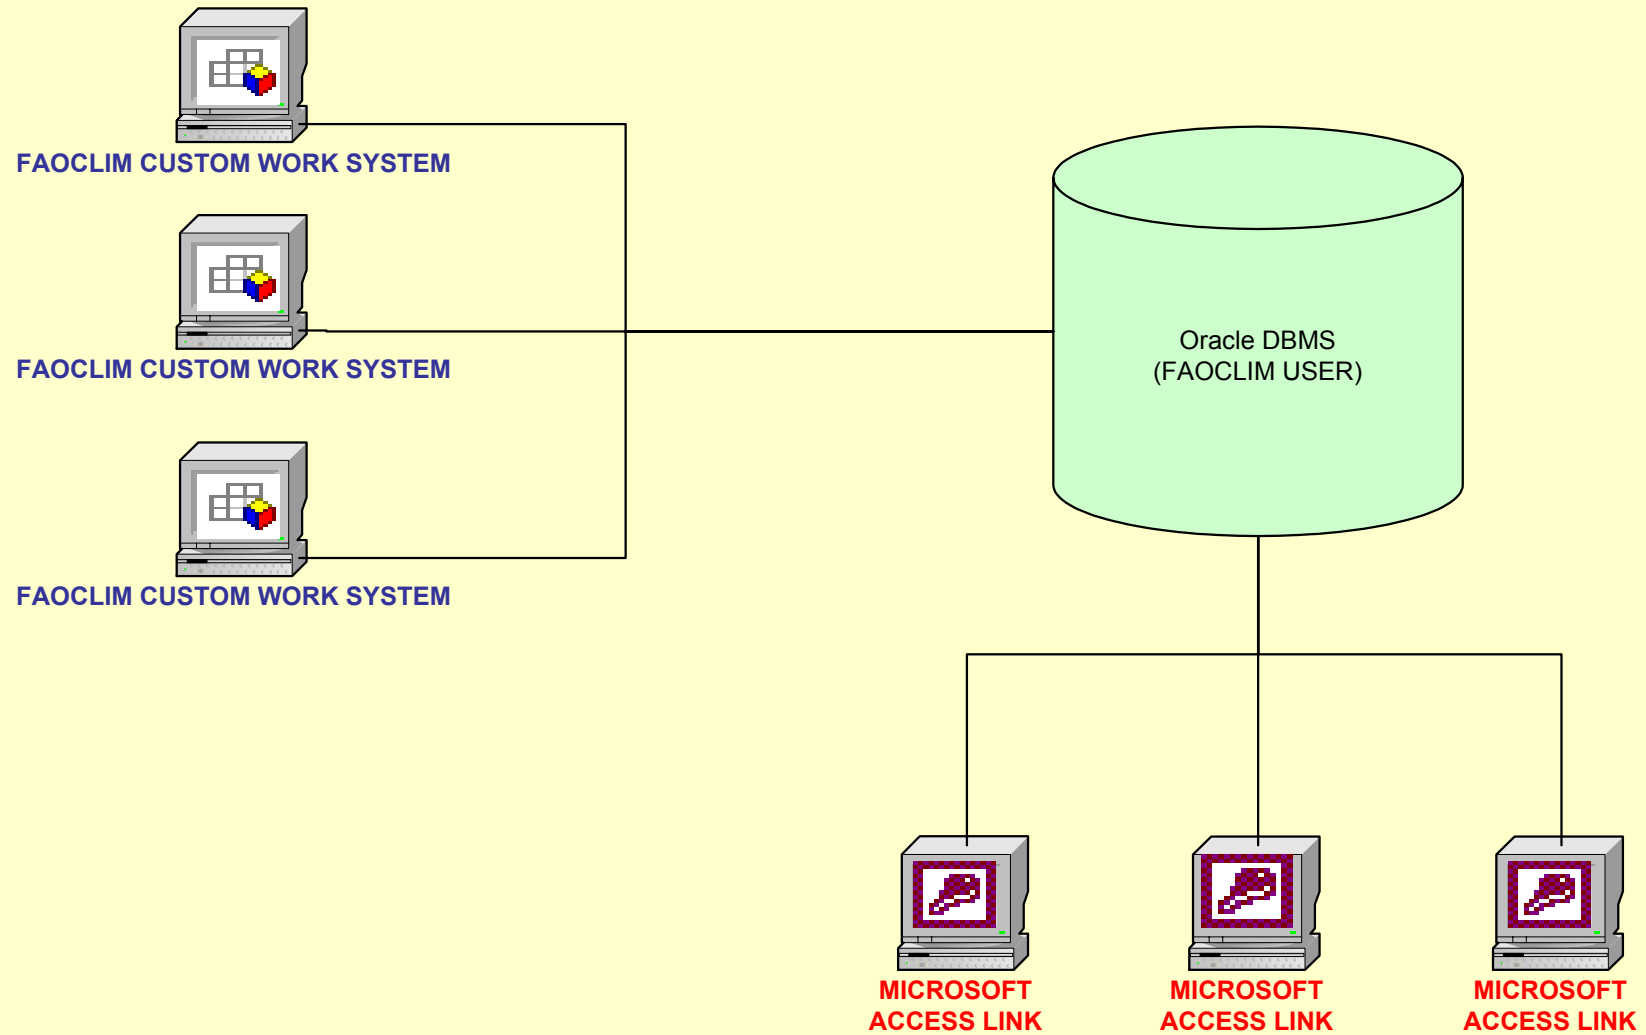 FAOCLIM CUSTOM WORK SYSTEM
FAOCLIM CUSTOM WORK SYSTEM
FAOCLIM CUSTOM WORK SYSTEM
Oracle DBMS
(FAOCLIM USER)
MICROSOFT
ACCESS LINK
MICROSOFT
ACCESS LINK
MICROSOFT
ACCESS LINK